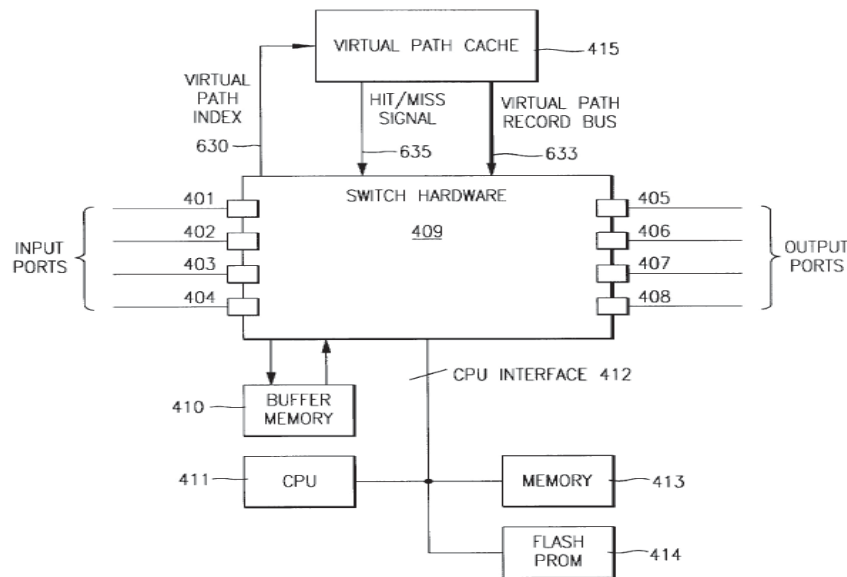 VIRTUAL PATH CACHE
415
VIRTUAL
PATH
INDEX
630
HIT/MISS
SIGNAL
635
VIRTUAL PATH
RECORD BUS
633
SWITCH HARDWARE
409
INPUT
PORTS
401
402
403
404
405
406
407
408
OUTPUT
PORTS
CPU INTERFACE 412
410
BUFFER
MEMORY
411
CPU
MEMORY
413
FLASH
PROM
414